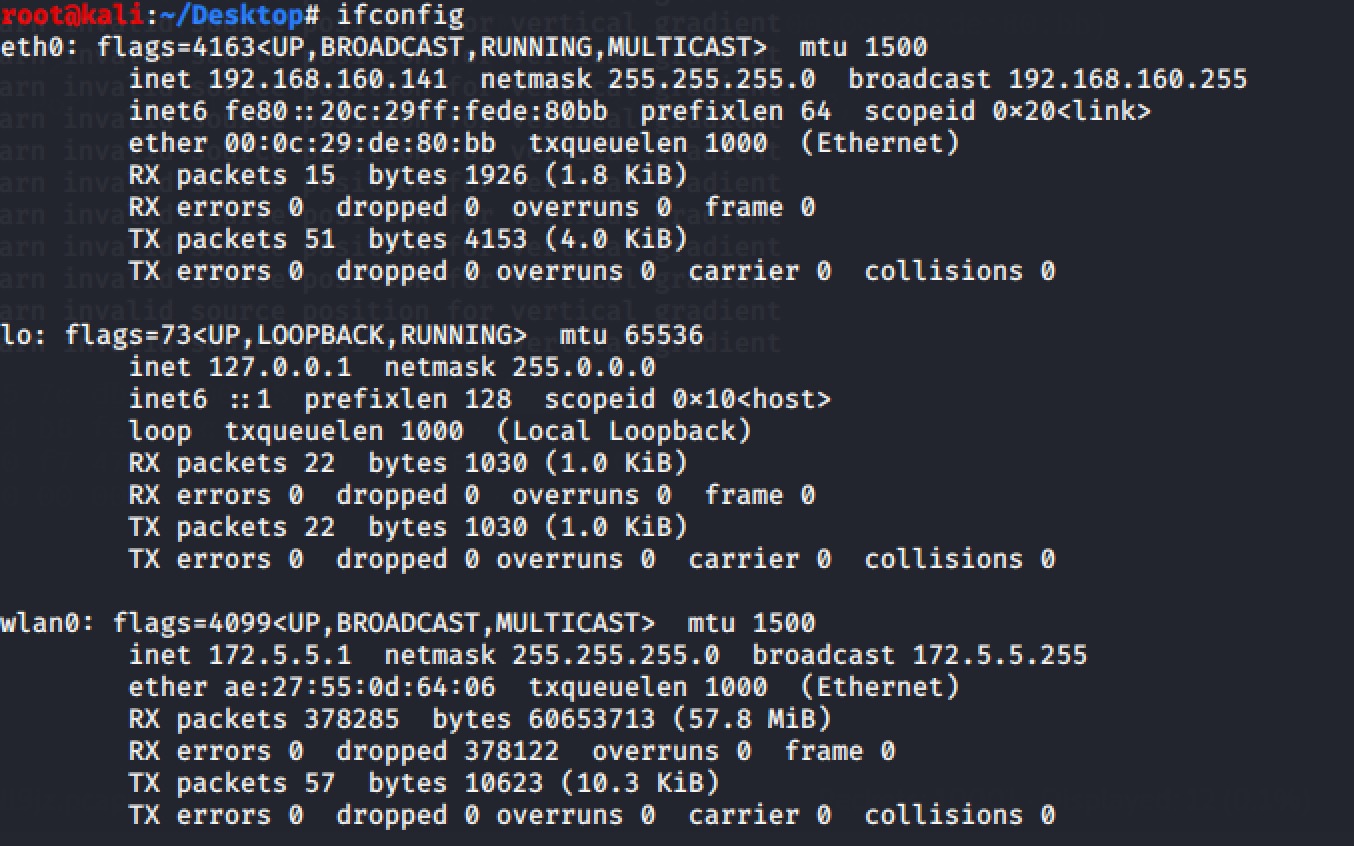 root@kali:~/Desktop# ifconfig
eth0: flags=4163<UP,BROADCAST,RUNNING,MULTICAST>  mtu 1500
        inet 192.168.160.141  netmask 255.255.255.0  broadcast 192.168.160.255
        inet6 fe80::20c:29ff:fede:80bb  prefixlen 64  scopeid 0×20<link>
        ether 00:0c:29:de:80:bb  txqueuelen 1000  (Ethernet)
        RX packets 15  bytes 1926 (1.8 KiB)
        RX errors 0  dropped 0  overruns 0  frame 0
        TX packets 51  bytes 4153 (4.0 KiB)
        TX errors 0  dropped 0 overruns 0  carrier 0  collisions 0

lo: flags=73<UP,LOOPBACK,RUNNING>  mtu 65536
        inet 127.0.0.1  netmask 255.0.0.0
        inet6 ::1  prefixlen 128  scopeid 0×10<host>
        loop  txqueuelen 1000  (Local Loopback)
        RX packets 22  bytes 1030 (1.0 KiB)
        RX errors 0  dropped 0  overruns 0  frame 0
        TX packets 22  bytes 1030 (1.0 KiB)
        TX errors 0  dropped 0 overruns 0  carrier 0  collisions 0

wlan0: flags=4099<UP,BROADCAST,MULTICAST>  mtu 1500
        inet 172.5.5.1  netmask 255.255.255.0  broadcast 172.5.5.255
        ether ae:27:55:0d:64:06  txqueuelen 1000  (Ethernet)
        RX packets 378285  bytes 60653713 (57.8 MiB)
        RX errors 0  dropped 378122  overruns 0  frame 0
        TX packets 57  bytes 10623 (10.3 KiB)
        TX errors 0  dropped 0 overruns 0  carrier 0  collisions 0